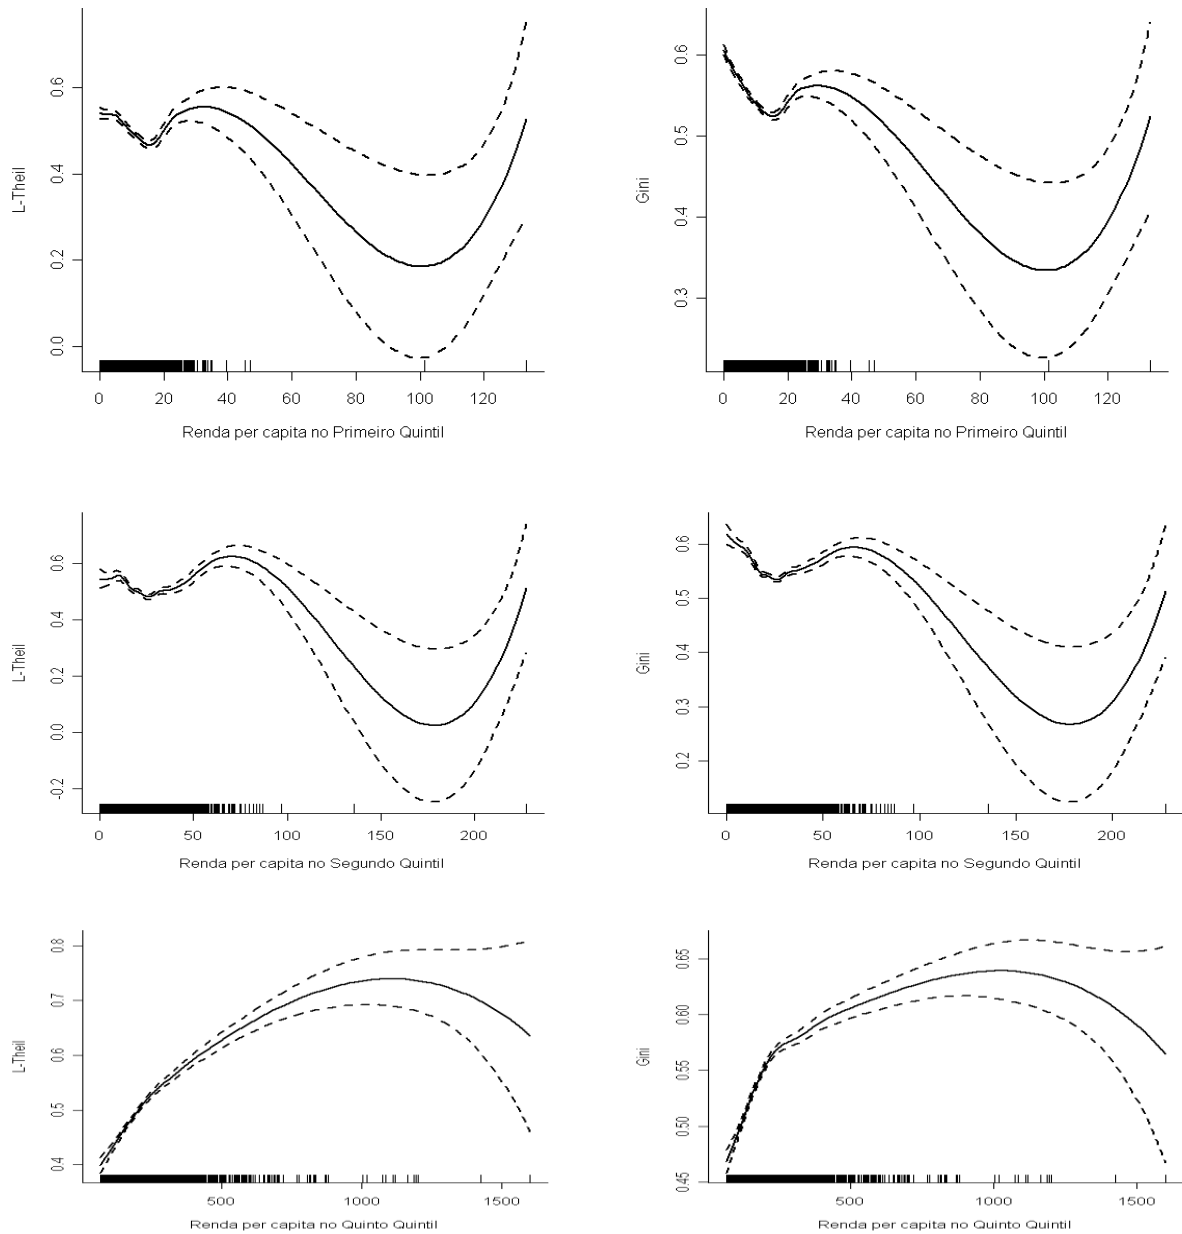 L-Theil
0.0 0.2 0.4 0.6
0 20 40 60 80 100 120
Renda per capita no Primeiro Quintil
Gini
0.3 0.4 0.5 0.6
0 20 40 60 80 100 120
Renda per capita no Primeiro Quintil
L-Theil
-0.2 0.0 0.2 0.4 0.6
0 50 100 150 200
Renda per capita no Segundo Quintil
Gini
0.2 0.3 0.4 0.5 0.6
0 50 100 150 200
Renda per capita no Segundo Quintil
L-Theil
0.4 0.5 0.6 0.7 0.8
500 1000 1500
Renda per capita no Quinto Quintil
Gini
0.45 0.50 0.55 0.60 0.65
500 1000 1500
Renda per capita no Quinto Quintil